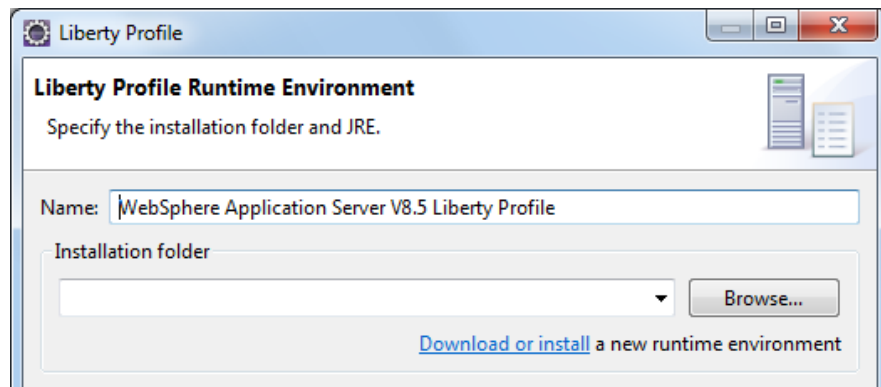 Liberty Profile
Liberty Profile Runtime Environment
Specify the installation folder and JRE.
Name: WebSphere Application Server V8.5 Liberty Profile
Installation folder
Browse...
Download or install a new runtime environment